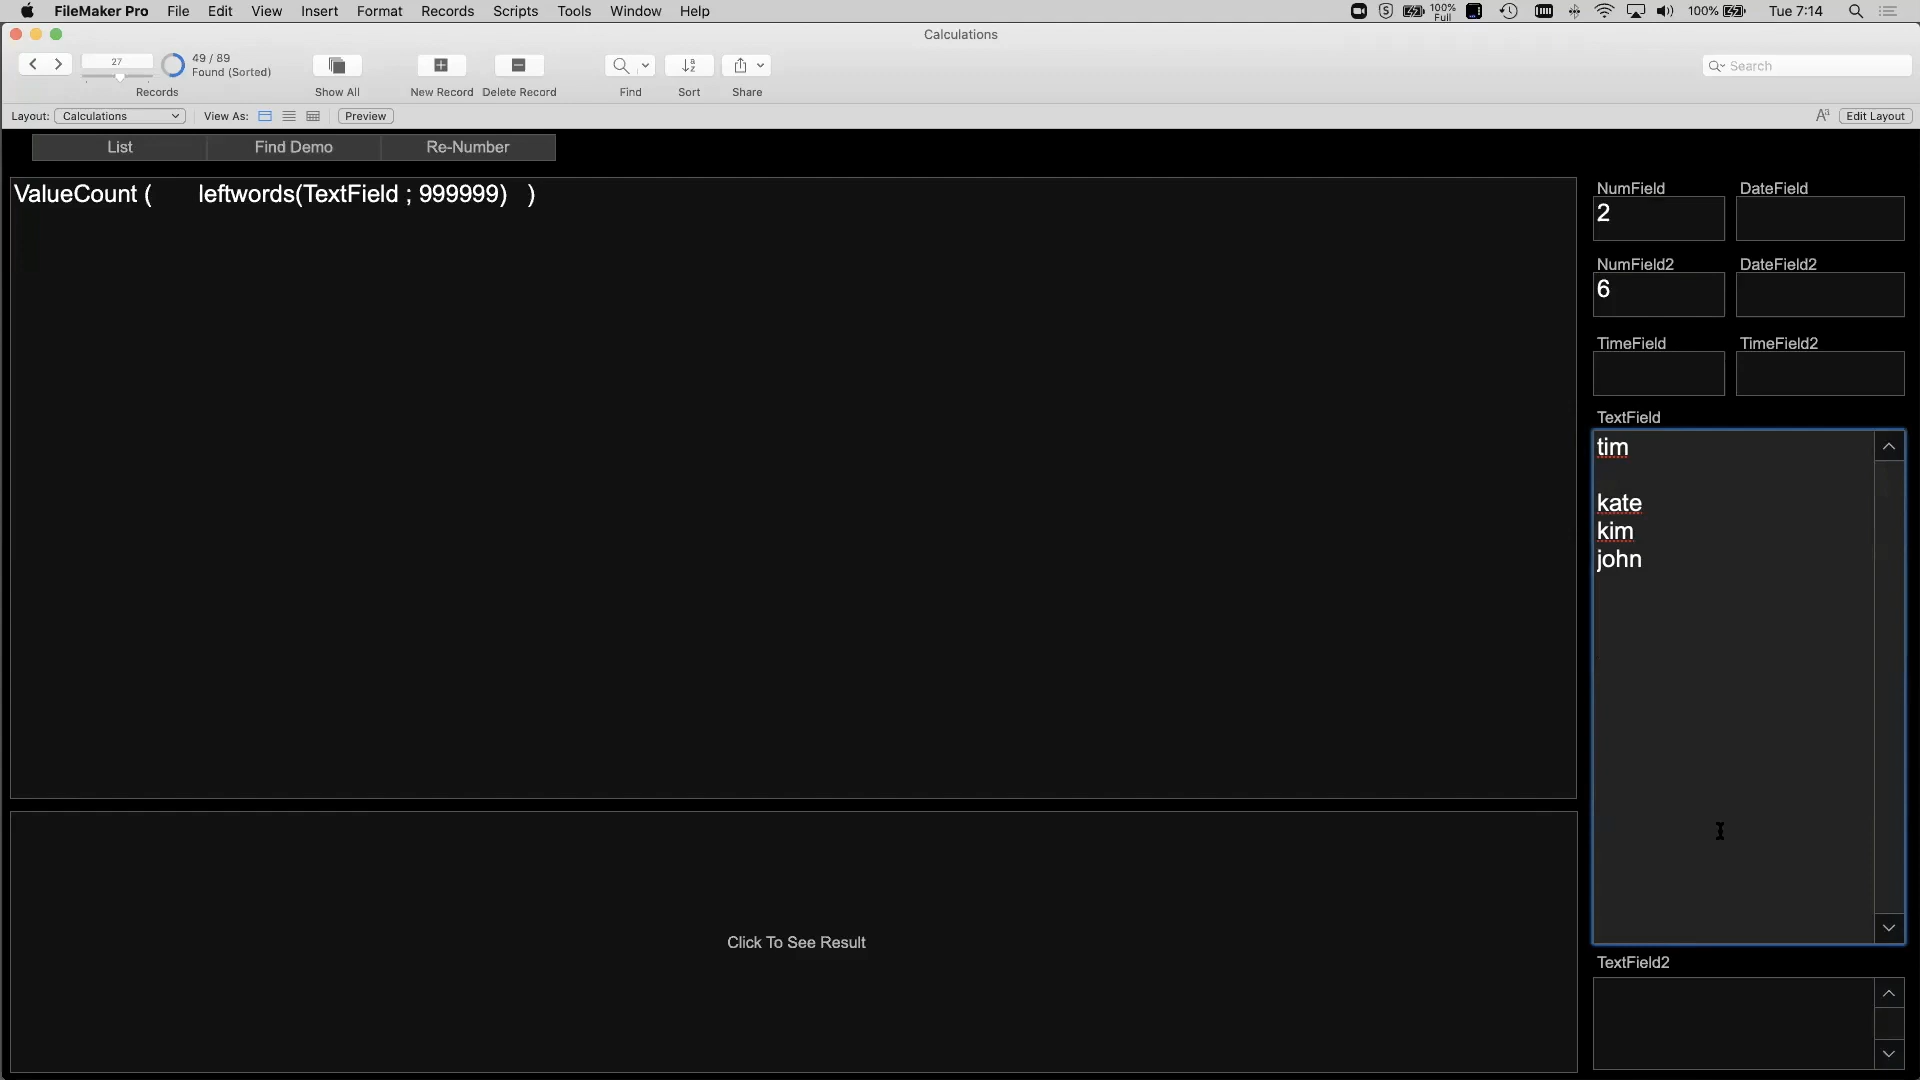 FileMaker Pro File Edit View Insert Format Records Scripts Tools Window Help 100% Full 100% Tue 7:14
Calculations
27
49 / 89
Found (Sorted)
Records
Show All
New Record
Delete Record
Find
Sort
Share
Search
Layout: Calculations View As: Preview Edit Layout
List Find Demo Re-Number
ValueCount ( leftwords(TextField ; 999999) )
NumField DateField
2
NumField2 DateField2
6
TimeField TimeField2
TextField
tim
kate
kim
john
Click To See Result
TextField2